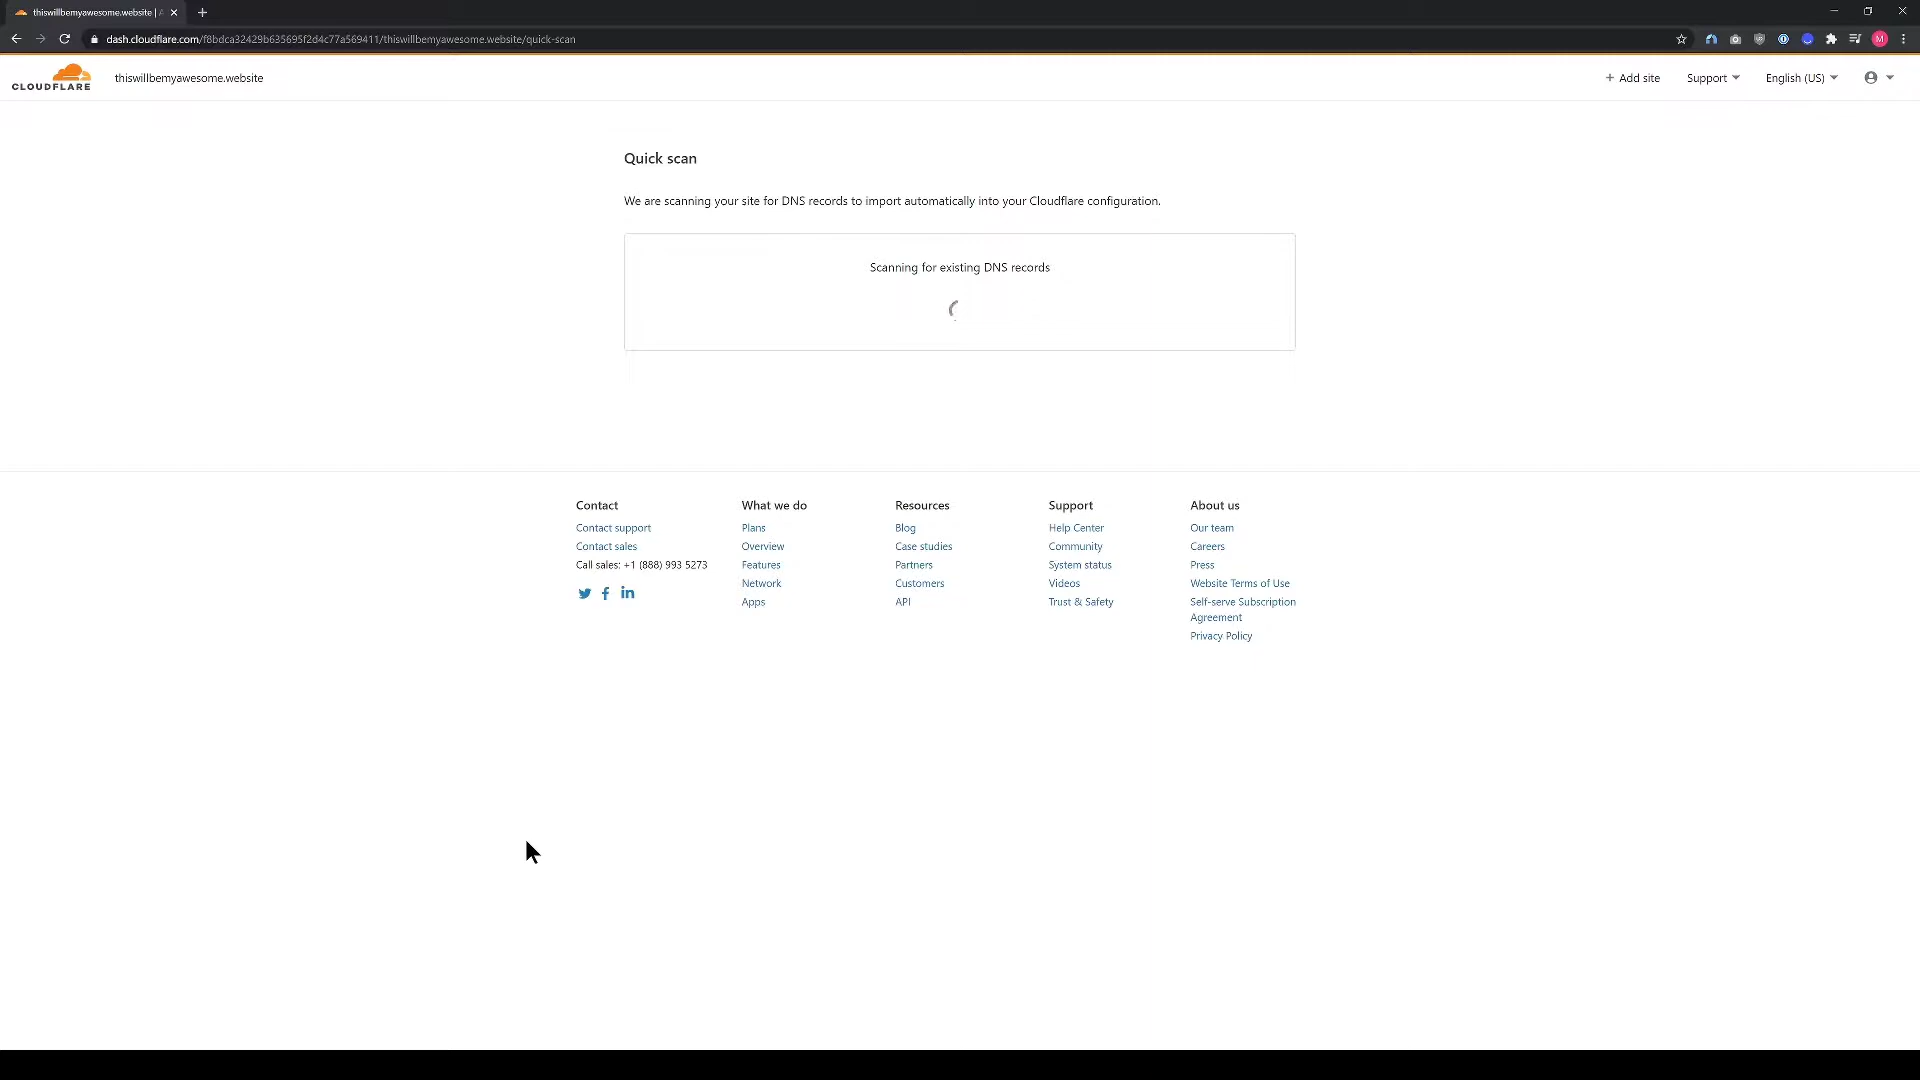 thiswillbemyawesome.website |
dash.cloudflare.com/f8bdca32429b635695f2d4c77a569411/thiswillbemyawesome.website/quick-scan
M
CLOUDFLARE
thiswillbemyawesome.website
+ Add site
Support
English (US)
Quick scan
We are scanning your site for DNS records to import automatically into your Cloudflare configuration.
Scanning for existing DNS records
Contact
Contact support
Contact sales
Call sales: +1 (888) 993 5273
What we do
Plans
Overview
Features
Network
Apps
Resources
Blog
Case studies
Partners
Customers
API
Support
Help Center
Community
System status
Videos
Trust & Safety
About us
Our team
Careers
Press
Website Terms of Use
Self-serve Subscription
Agreement
Privacy Policy